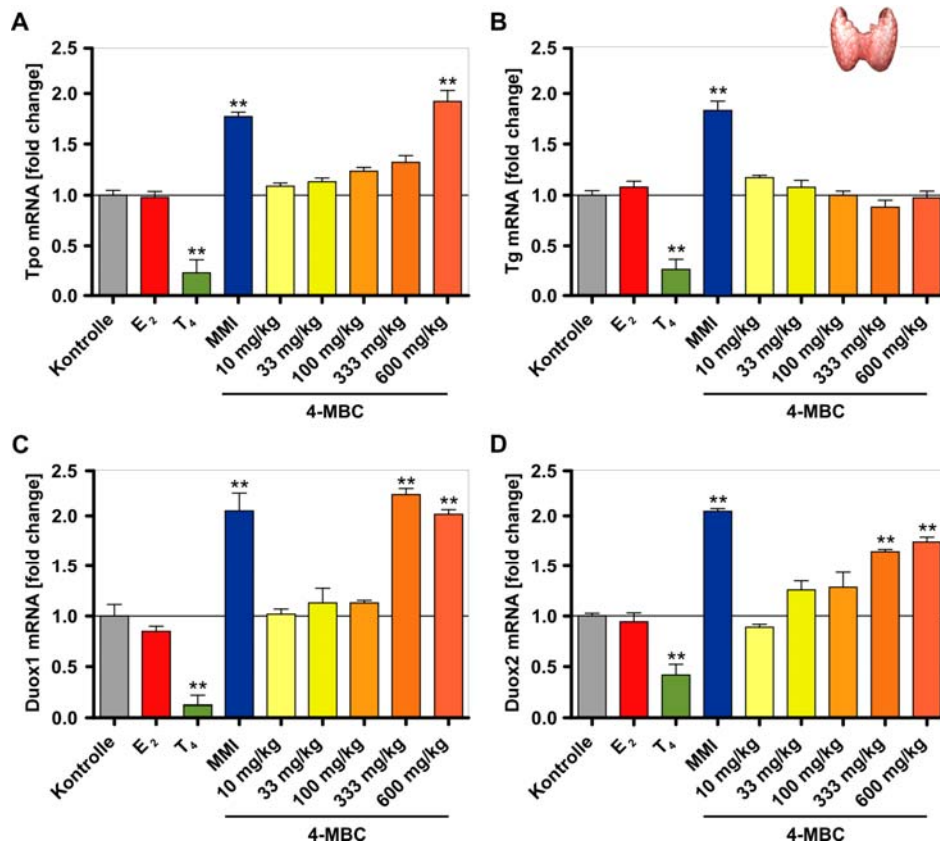 A
Tpo mRNA [fold change]
2.5
2.0
1.5
1.0
0.5
0.0
**
**
**
Kontrolle
E₂
T₄
MMI
10 mg/kg
33 mg/kg
100 mg/kg
333 mg/kg
600 mg/kg
4-MBC
B
Tg mRNA [fold change]
2.5
2.0
1.5
1.0
0.5
0.0
**
**
Kontrolle
E₂
T₄
MMI
10 mg/kg
33 mg/kg
100 mg/kg
333 mg/kg
600 mg/kg
4-MBC
C
Duox1 mRNA [fold change]
2.5
2.0
1.5
1.0
0.5
0.0
**
**
**
**
Kontrolle
E₂
T₄
MMI
10 mg/kg
33 mg/kg
100 mg/kg
333 mg/kg
600 mg/kg
4-MBC
D
Duox2 mRNA [fold change]
2.5
2.0
1.5
1.0
0.5
0.0
**
**
**
**
Kontrolle
E₂
T₄
MMI
10 mg/kg
33 mg/kg
100 mg/kg
333 mg/kg
600 mg/kg
4-MBC